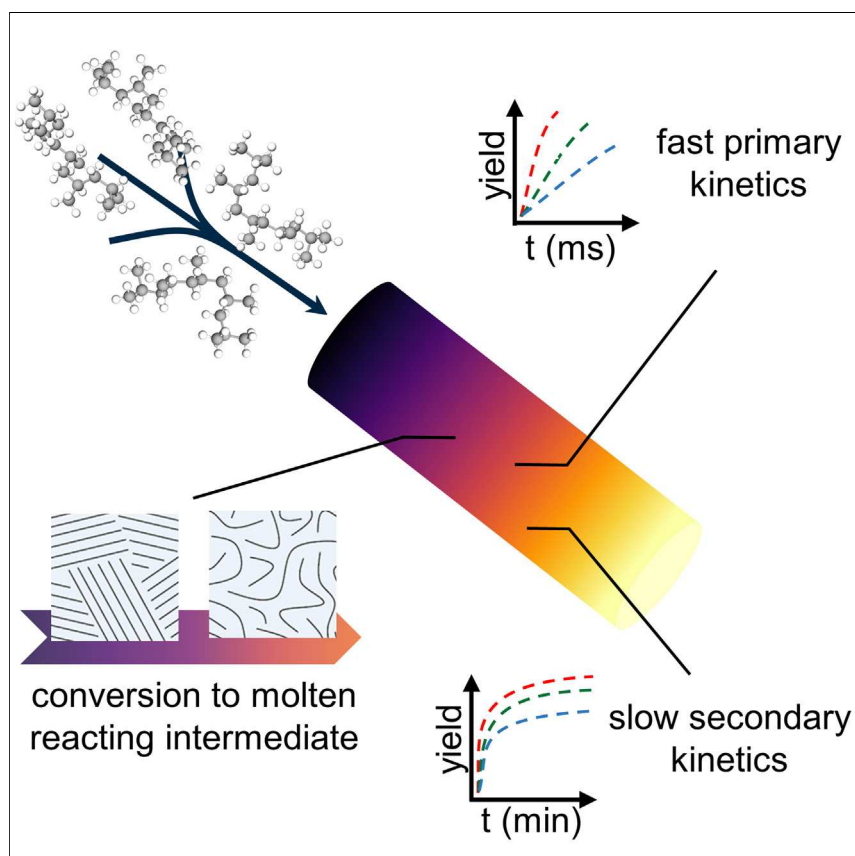 yield
t (ms)
fast primary
kinetics
conversion to molten
reacting intermediate
yield
t (min)
slow secondary
kinetics